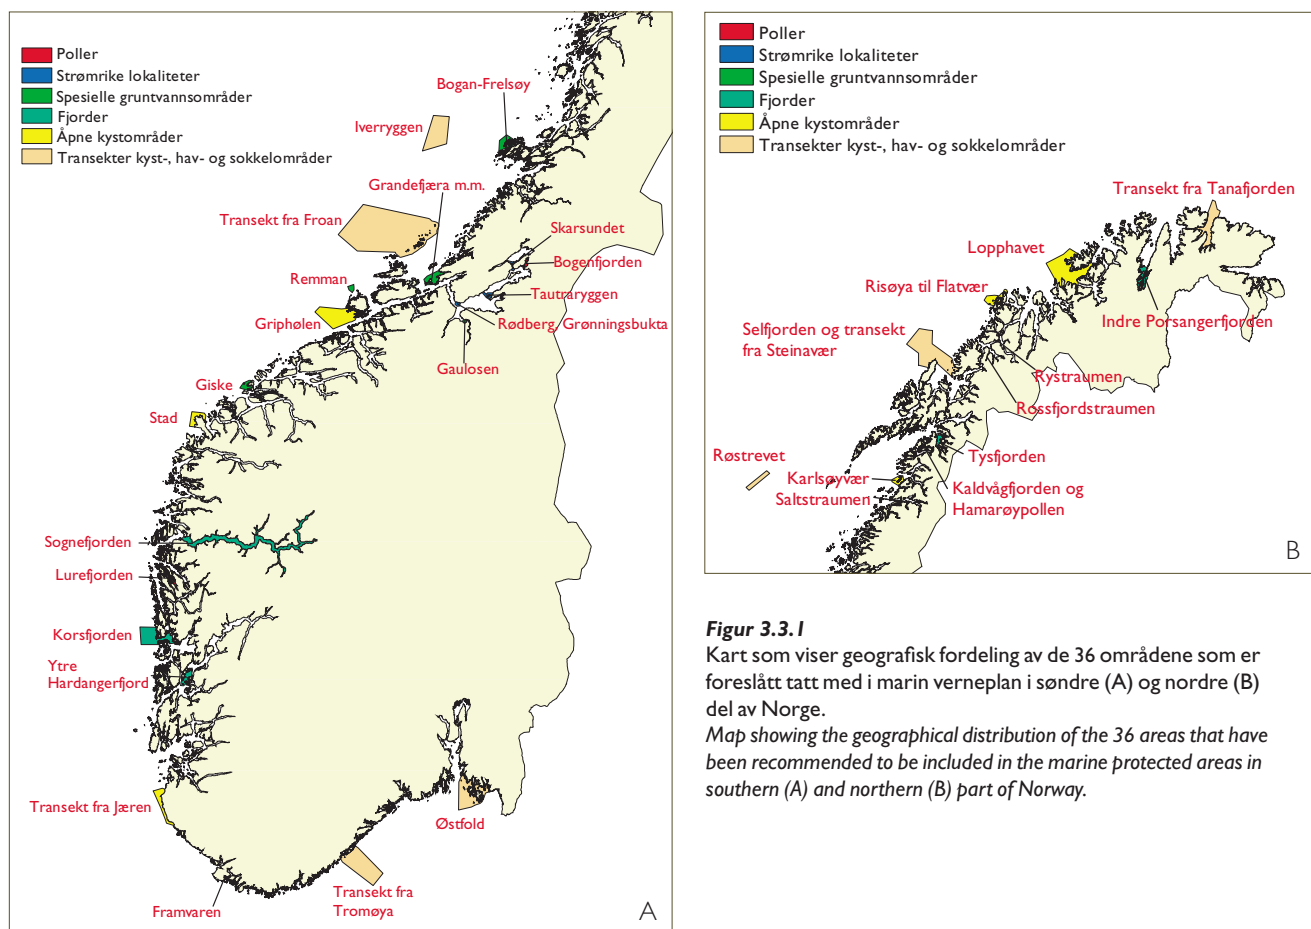 Poller
Strømrike lokaliteter
Spesielle gruntvannsområder
Fjorder
Åpne kystområder
Transekter kyst-, hav- og sokkelområder
Bogan-Frelsøy
Iverryggen
Grandefjæra m.m.
Transekt fra Froan
Skarsundet
Bogenfjorden
Remman
Tautraryggen
Griphølen
Rødberg, Grønningsbukta
Gaulosen
Giske
Stad
Sognefjorden
Lurefjorden
Korsfjorden
Ytre
Hardangerfjord
Transekt fra Jæren
Østfold
Transekt fra
Tromøya
Framvaren
A
Poller
Strømrike lokaliteter
Spesielle gruntvannsområder
Fjorder
Åpne kystområder
Transekter kyst-, hav- og sokkelområder
Transekt fra Tanafjorden
Lopphavet
Risøya til Flatvær
Indre Porsangerfjorden
Selfjorden og transekt
fra Steinavær
Rystraumen
Rossfjordstraumen
Røstrevet
Tysfjorden
Karlsøyvær
Saltstraumen
Kaldvågfjorden og
Hamarøypollen
B
Figur 3.3.1
Kart som viser geografisk fordeling av de 36 områdene som er
foreslått tatt med i marin verneplan i søndre (A) og nordre (B)
del av Norge.
Map showing the geographical distribution of the 36 areas that have
been recommended to be included in the marine protected areas in
southern (A) and northern (B) part of Norway.